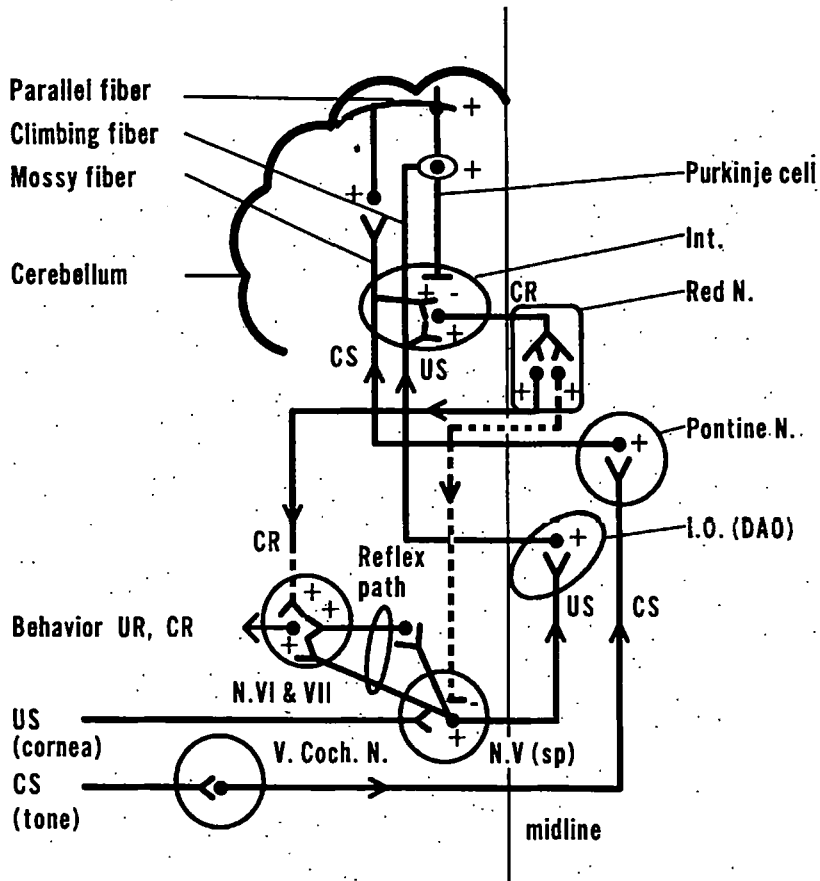 Parallel fiber
Climbing fiber
Mossy fiber
Cerebellum
+
+
+
Purkinje cell
Int.
Red N.
CR
+ -
+
CS
US
+ +
Pontine N.
+
I.O. (DAO)
+
US
CS
CR
Reflex
path
+
+
+
Behavior UR, CR
N.VI & VII
-
+
US
(cornea)
V. Coch. N.
N.V (sp)
CS
(tone)
midline